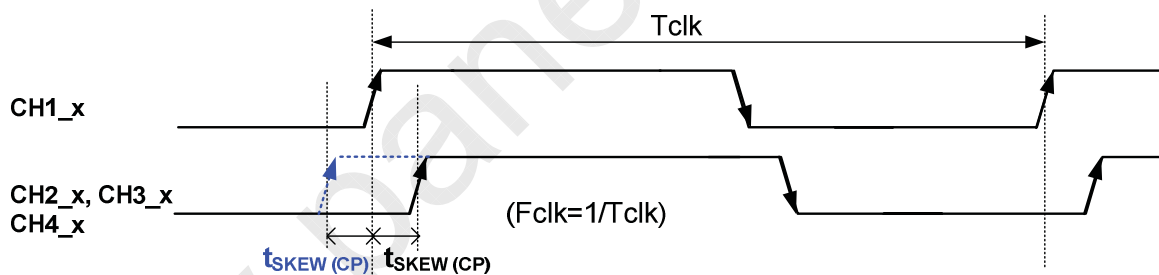 Tclk
CH1_x
CH2_x, CH3_x
CH4_x
(Fclk=1/Tclk)
tSKEW (CP) tSKEW (CP)